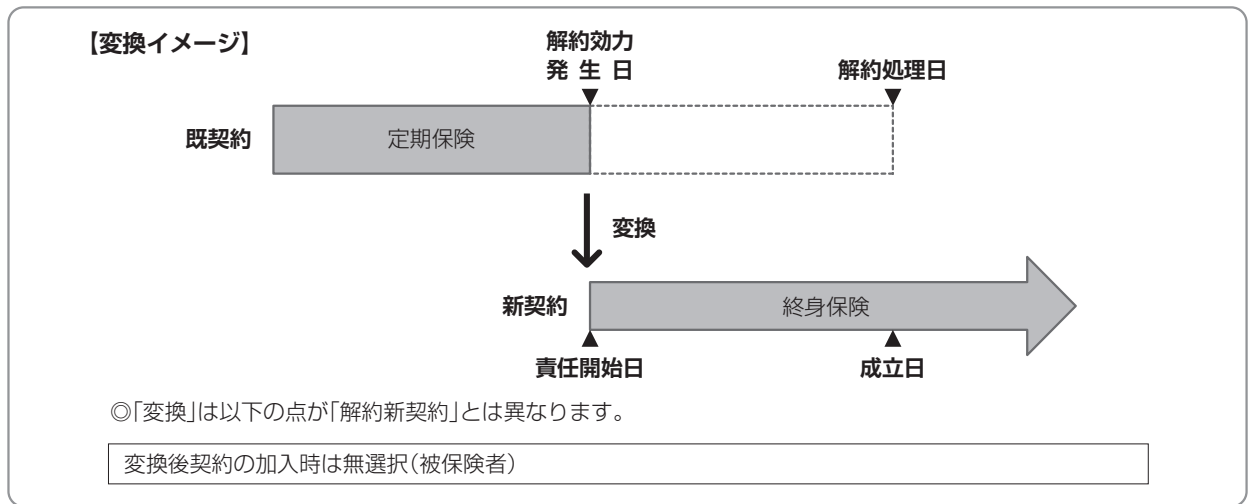 【変換イメージ】
解約効力
発 生 日
解約処理日
既契約
定期保険
変換
新契約
終身保険
責任開始日
成立日
◎「変換」は以下の点が「解約新契約」とは異なります。
変換後契約の加入時は無選択(被保険者)